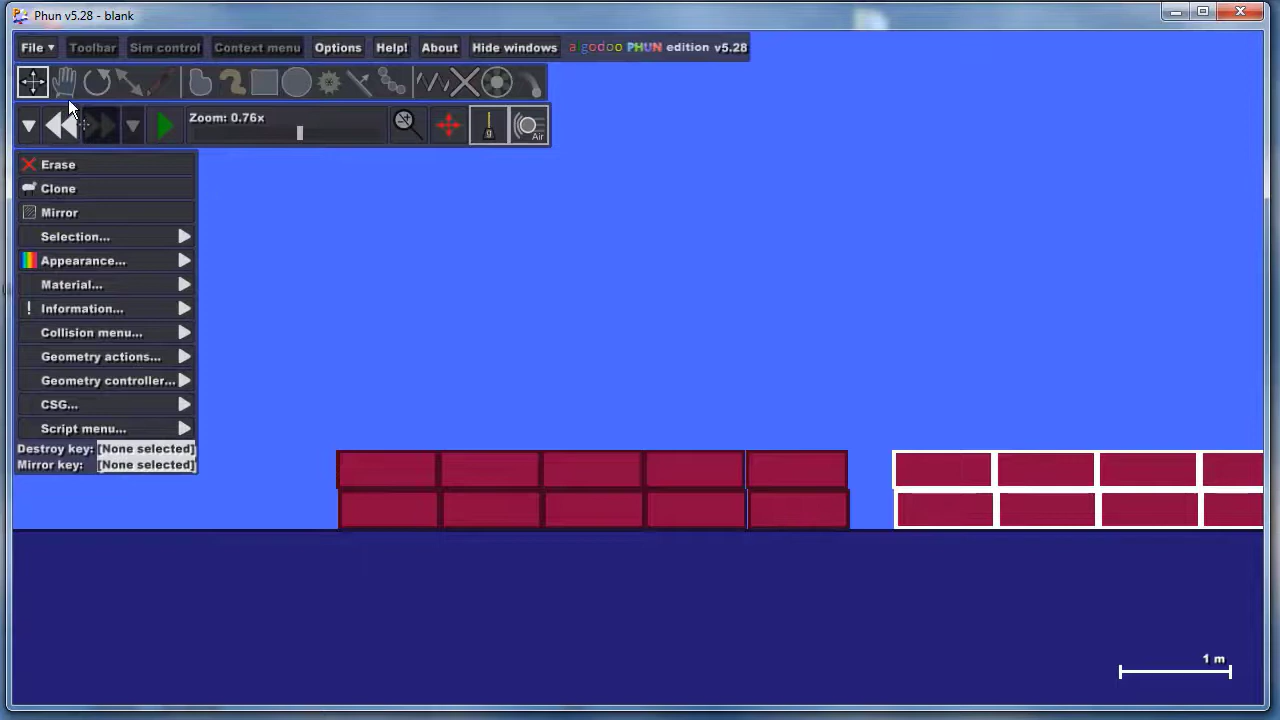 Phun v5.28 - blank
File Toolbar Sim control Context menu Options Help! About Hide windows algodoo PHUN edition v5.28
Zoom: 0.76x
g
Air
Erase
Clone
Mirror
Selection...
Appearance...
Material...
Information...
Collision menu...
Geometry actions...
Geometry controller...
CSG...
Script menu...
Destroy key: [None selected]
Mirror key: [None selected]
1 m